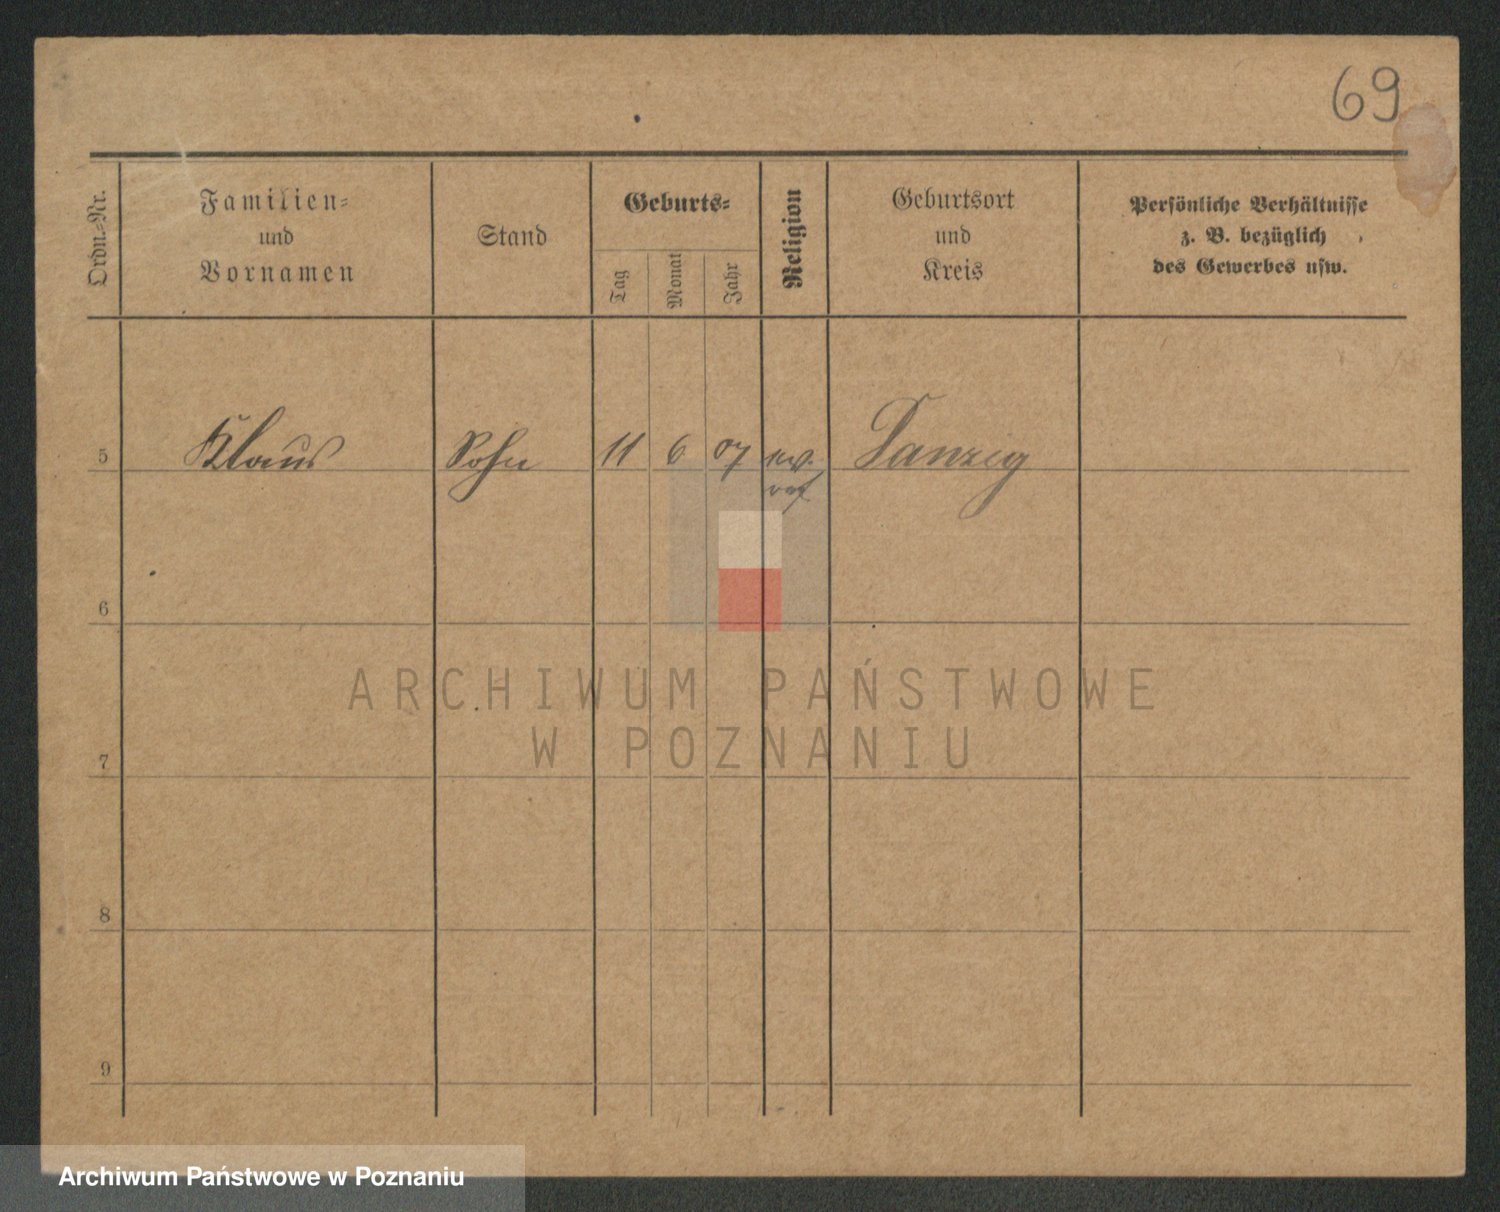 69
Ordn.-Nr.
Familien-
und
Vornamen
Stand
Geburts-
Tag
Monat
Jahr
Religion
Geburtsort
und
Kreis
Persönliche Verhältnisse
z. B. bezüglich
des Gewerbes usw.
5 Klaus Sohn 11 6 07 ev. Danzig
ref
6
7
8
9
ARCHIWUM PAŃSTWOWE
W POZNANIU
Archiwum Państwowe w Poznaniu